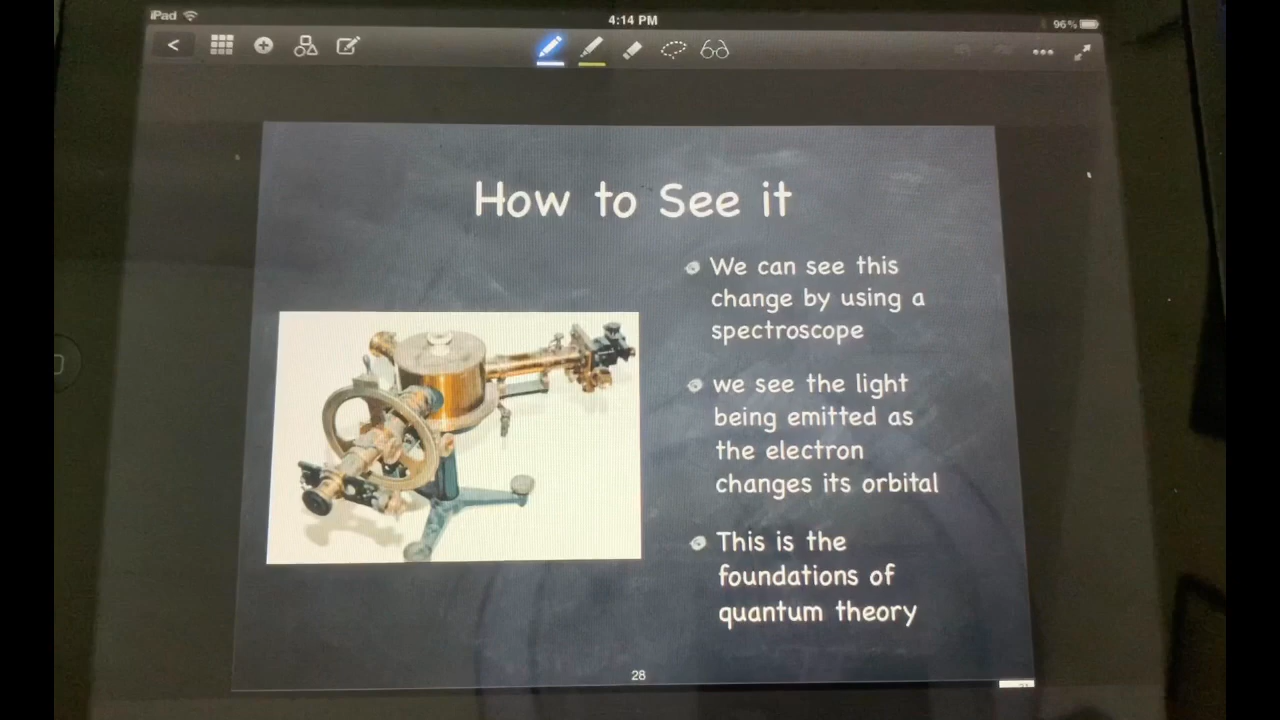 iPad
4:14 PM
96%
How to See it
We can see this
change by using a
spectroscope
we see the light
being emitted as
the electron
changes its orbital
This is the
foundations of
quantum theory
28